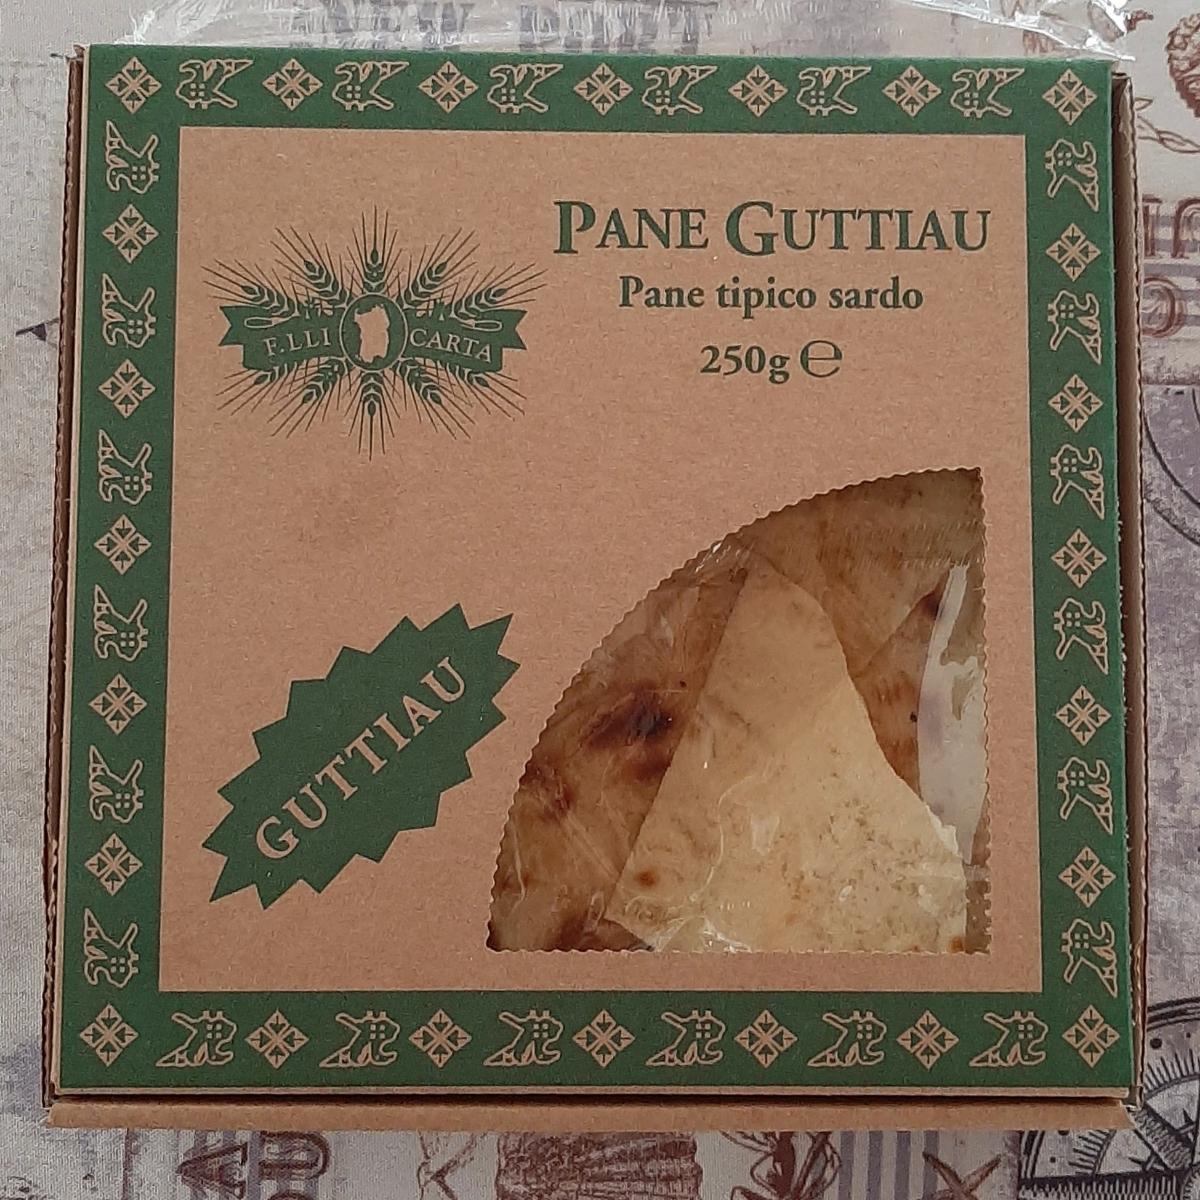 PANE GUTTIAU
Pane tipico sardo
250g ℮
F.LLI CARTA
GUTTIAU